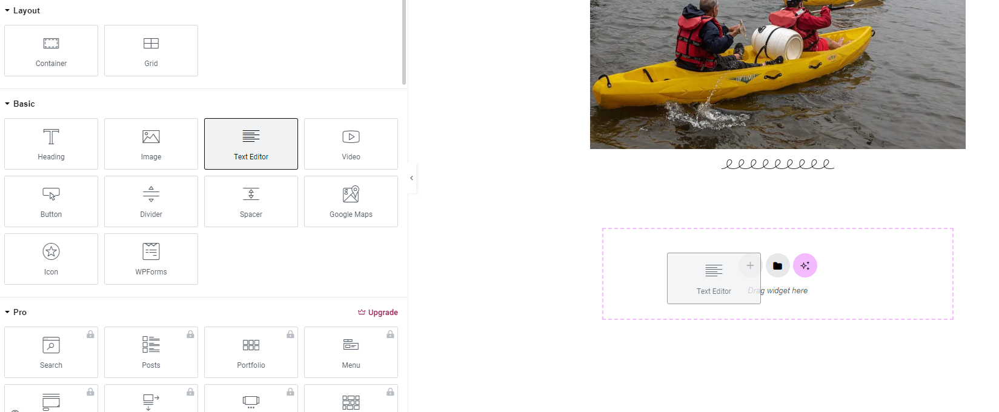 Layout
Container
Grid
Basic
Heading
Image
Text Editor
Video
Button
Divider
Spacer
Google Maps
Icon
WPForms
Pro
Upgrade
Search
Posts
Portfolio
Menu
OPTIMO
Text Editor
Drag widget here